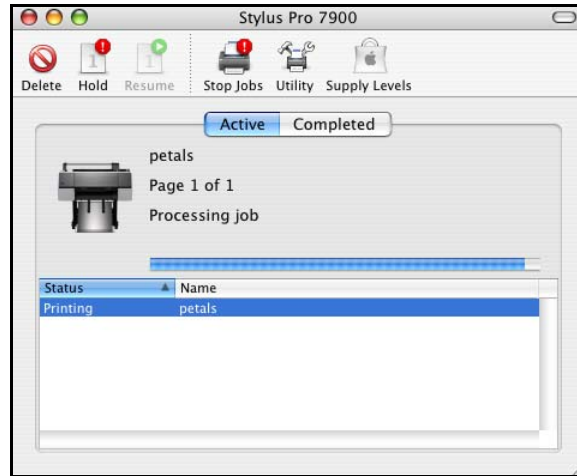 Stylus Pro 7900
Delete Hold Resume Stop Jobs Utility Supply Levels
Active Completed
petals
Page 1 of 1
Processing job
Status Name
Printing petals